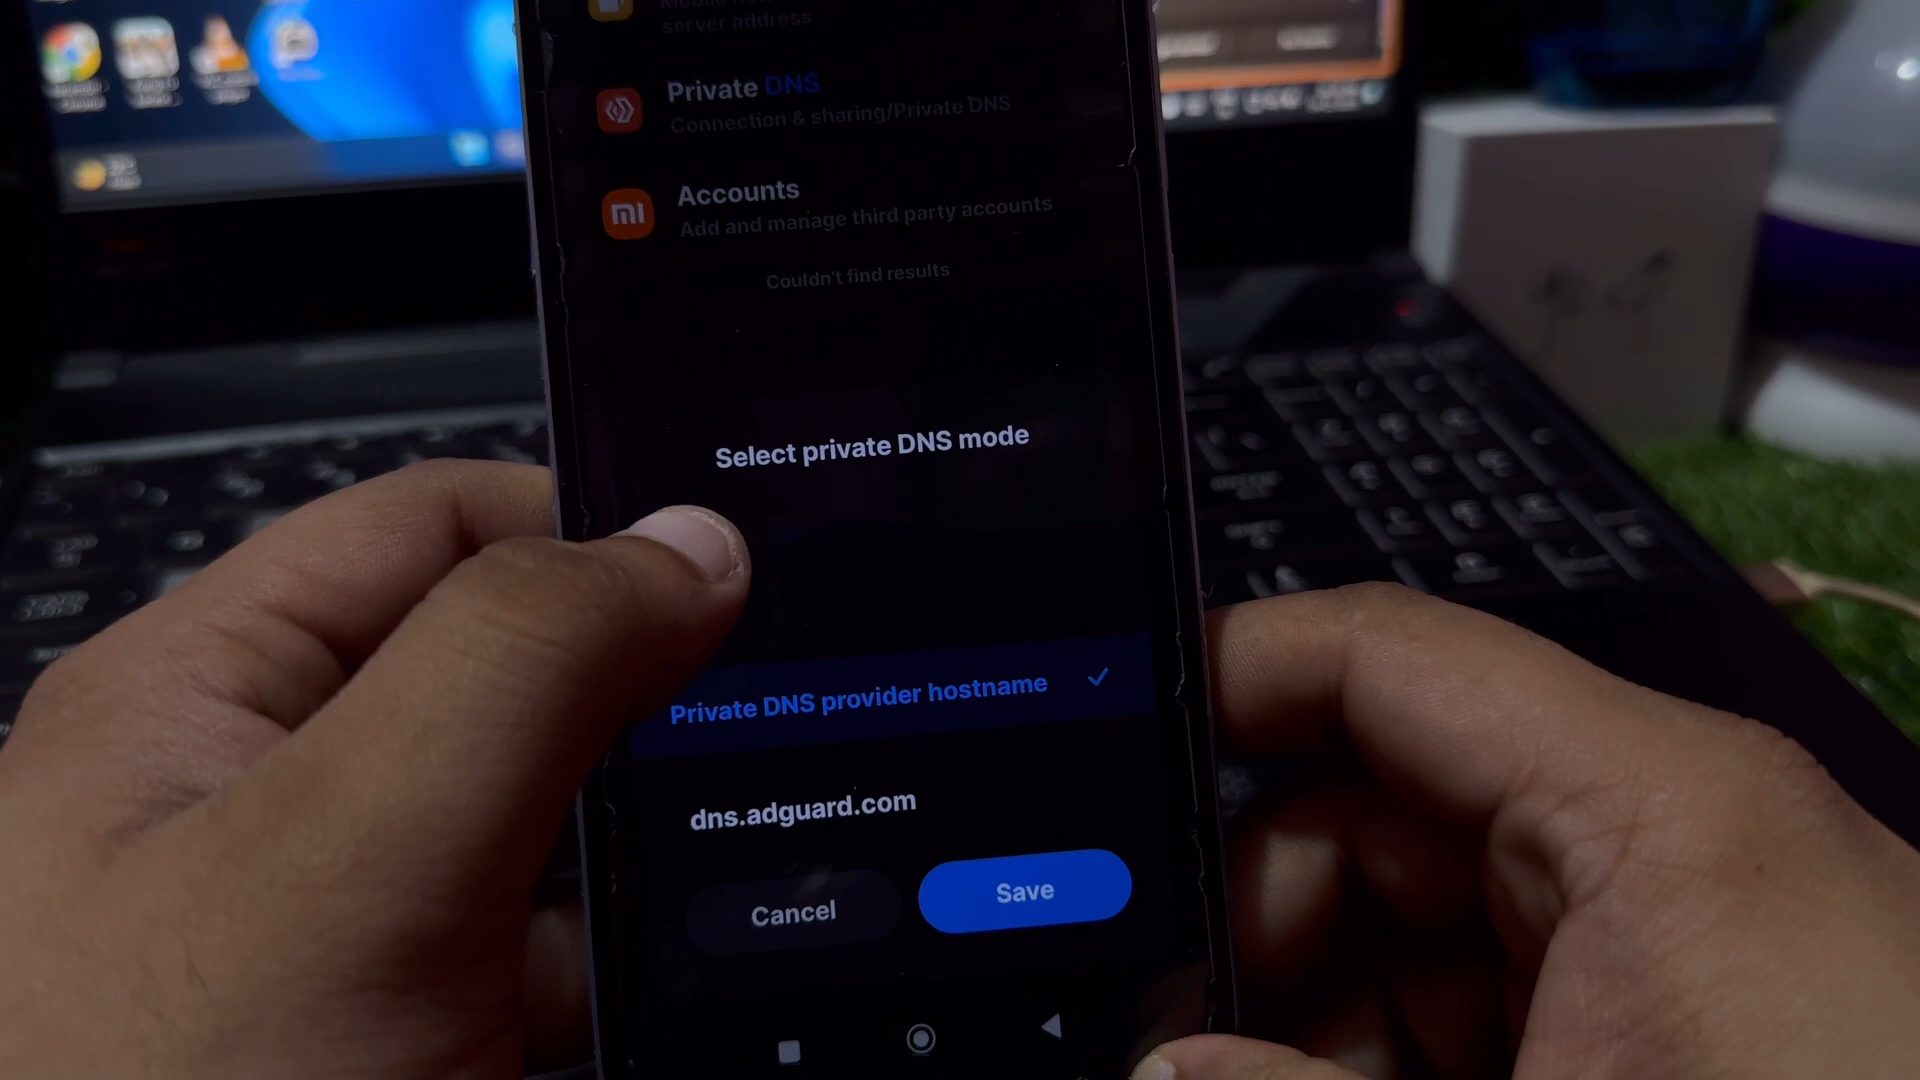 server address
Private DNS
Connection & sharing/Private DNS
mi
Accounts
Add and manage third party accounts
Couldn't find results
Select private DNS mode
Private DNS provider hostname
dns.adguard.com
Cancel
Save